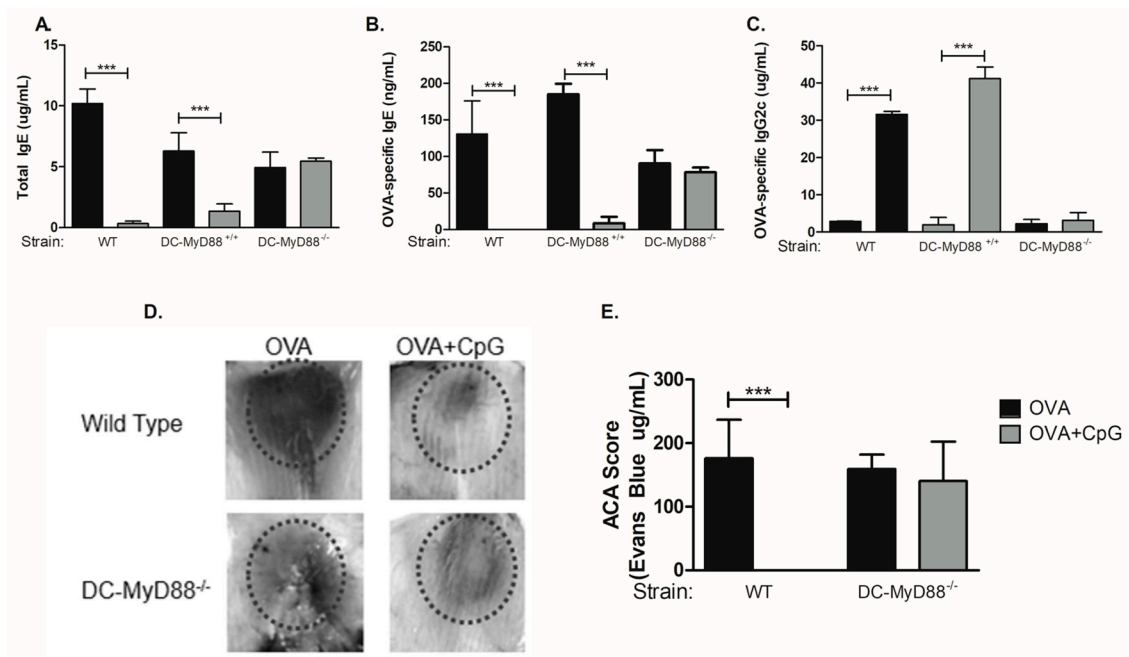 A.
Total IgE (ug/mL)
15
10
5
0
***
***
Strain: WT DC-MyD88 +/+ DC-MyD88-/-
B.
OVA-specific IgE (ng/mL)
250
200
150
100
50
0
***
***
Strain: WT DC-MyD88 +/+ DC-MyD88-/-
C.
OVA-specific IgG2c (ug/mL)
50
40
30
20
10
0
***
***
Strain: WT DC-MyD88 +/+ DC-MyD88-/-
D.
OVA OVA+CpG
Wild Type
DC-MyD88-/-
E.
ACA Score
(Evans Blue ug/mL)
300
200
100
0
***
Strain: WT DC-MyD88-/-
OVA
OVA+CpG